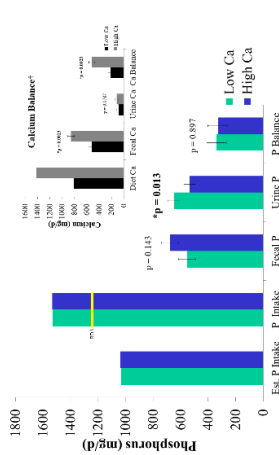 Calcium Balance†
Low Ca
High Ca
Calcium (mg/d)
1600
1400
1200
1000
800
600
400
200
0
*p = 0.0023
Diet Ca
Fecal Ca
Urine Ca
Ca Balance
Phosphorus (mg/d)
1800
1600
1400
1200
1000
800
600
400
200
0
Low Ca
High Ca
p = 0.143
*p = 0.013
p = 0.897
Est. P Intake
P Intake
Fecal P
Urine P
P Balance